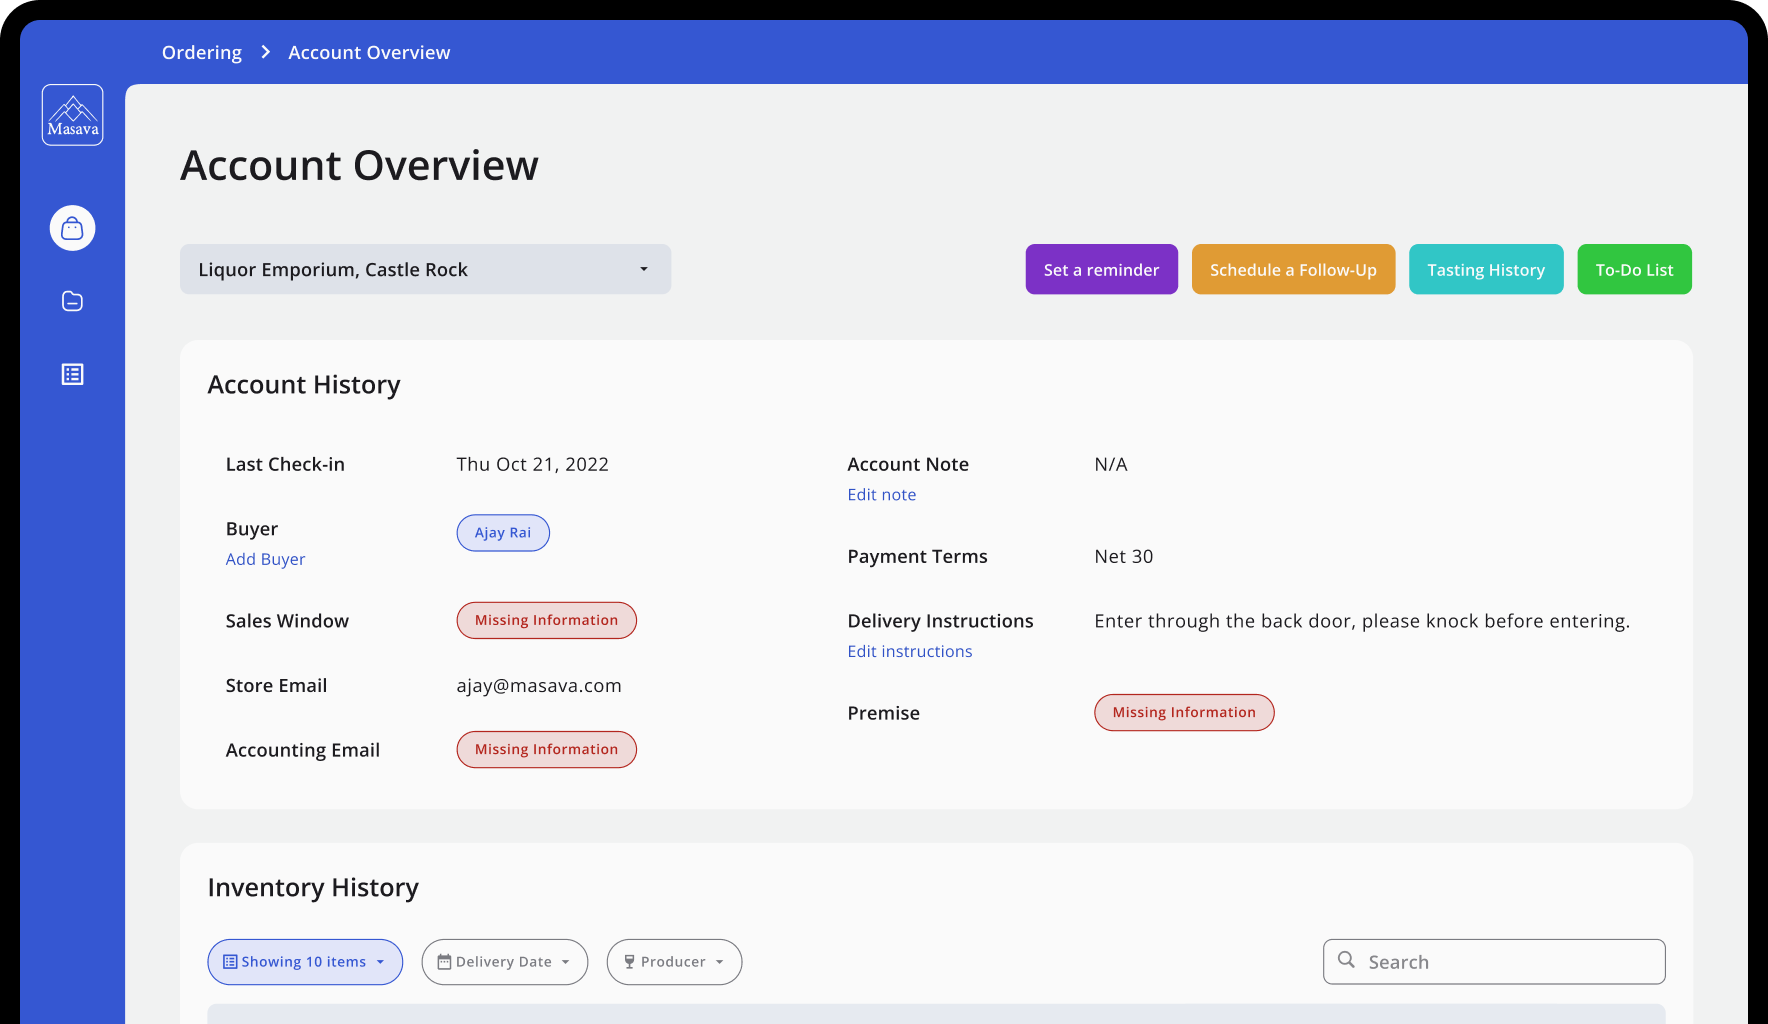 Ordering > Account Overview
Masava
Account Overview
Liquor Emporium, Castle Rock
Set a reminder
Schedule a Follow-Up
Tasting History
To-Do List
Account History
Last Check-in
Thu Oct 21, 2022
Buyer
Ajay Rai
Add Buyer
Sales Window
Missing Information
Store Email
ajay@masava.com
Accounting Email
Missing Information
Account Note
N/A
Edit note
Payment Terms
Net 30
Delivery Instructions
Enter through the back door, please knock before entering.
Edit instructions
Premise
Missing Information
Inventory History
Showing 10 items
Delivery Date
Producer
Search